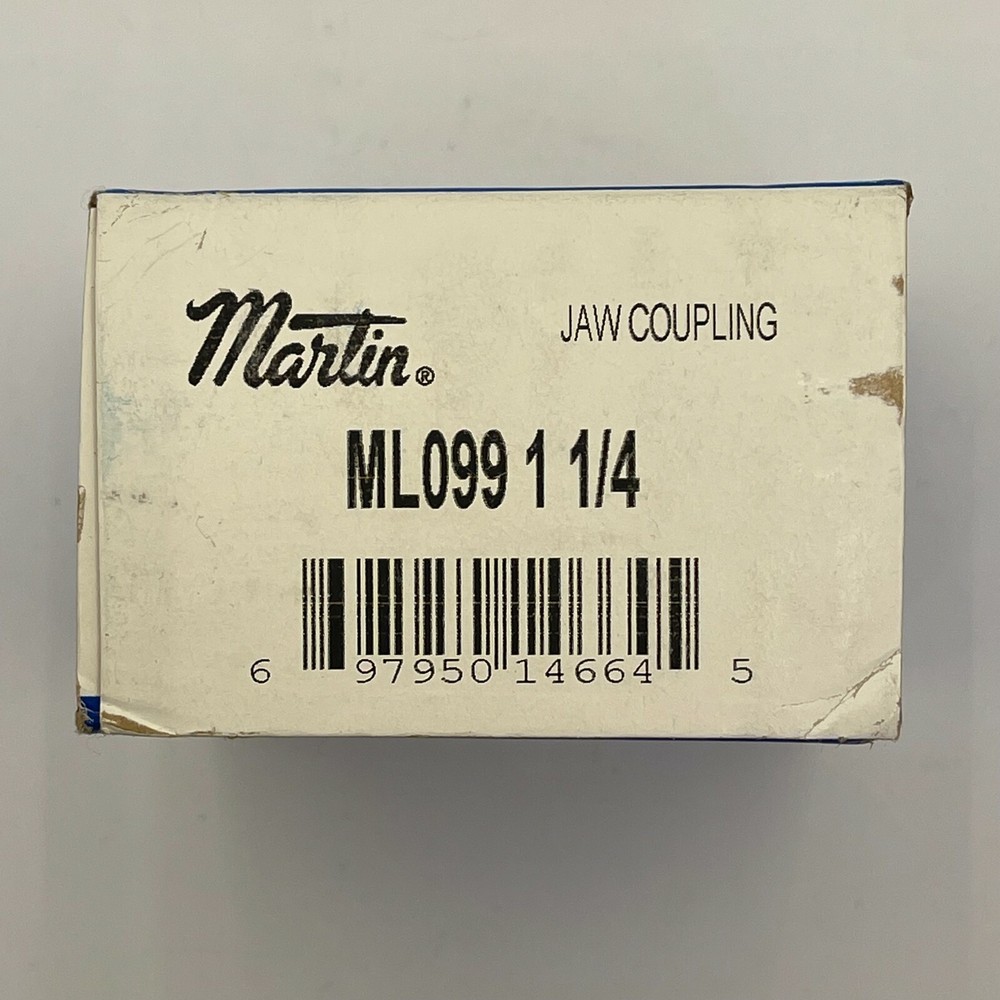 Martin®
JAW COUPLING
ML099 1 1/4
6 97950 14664 5